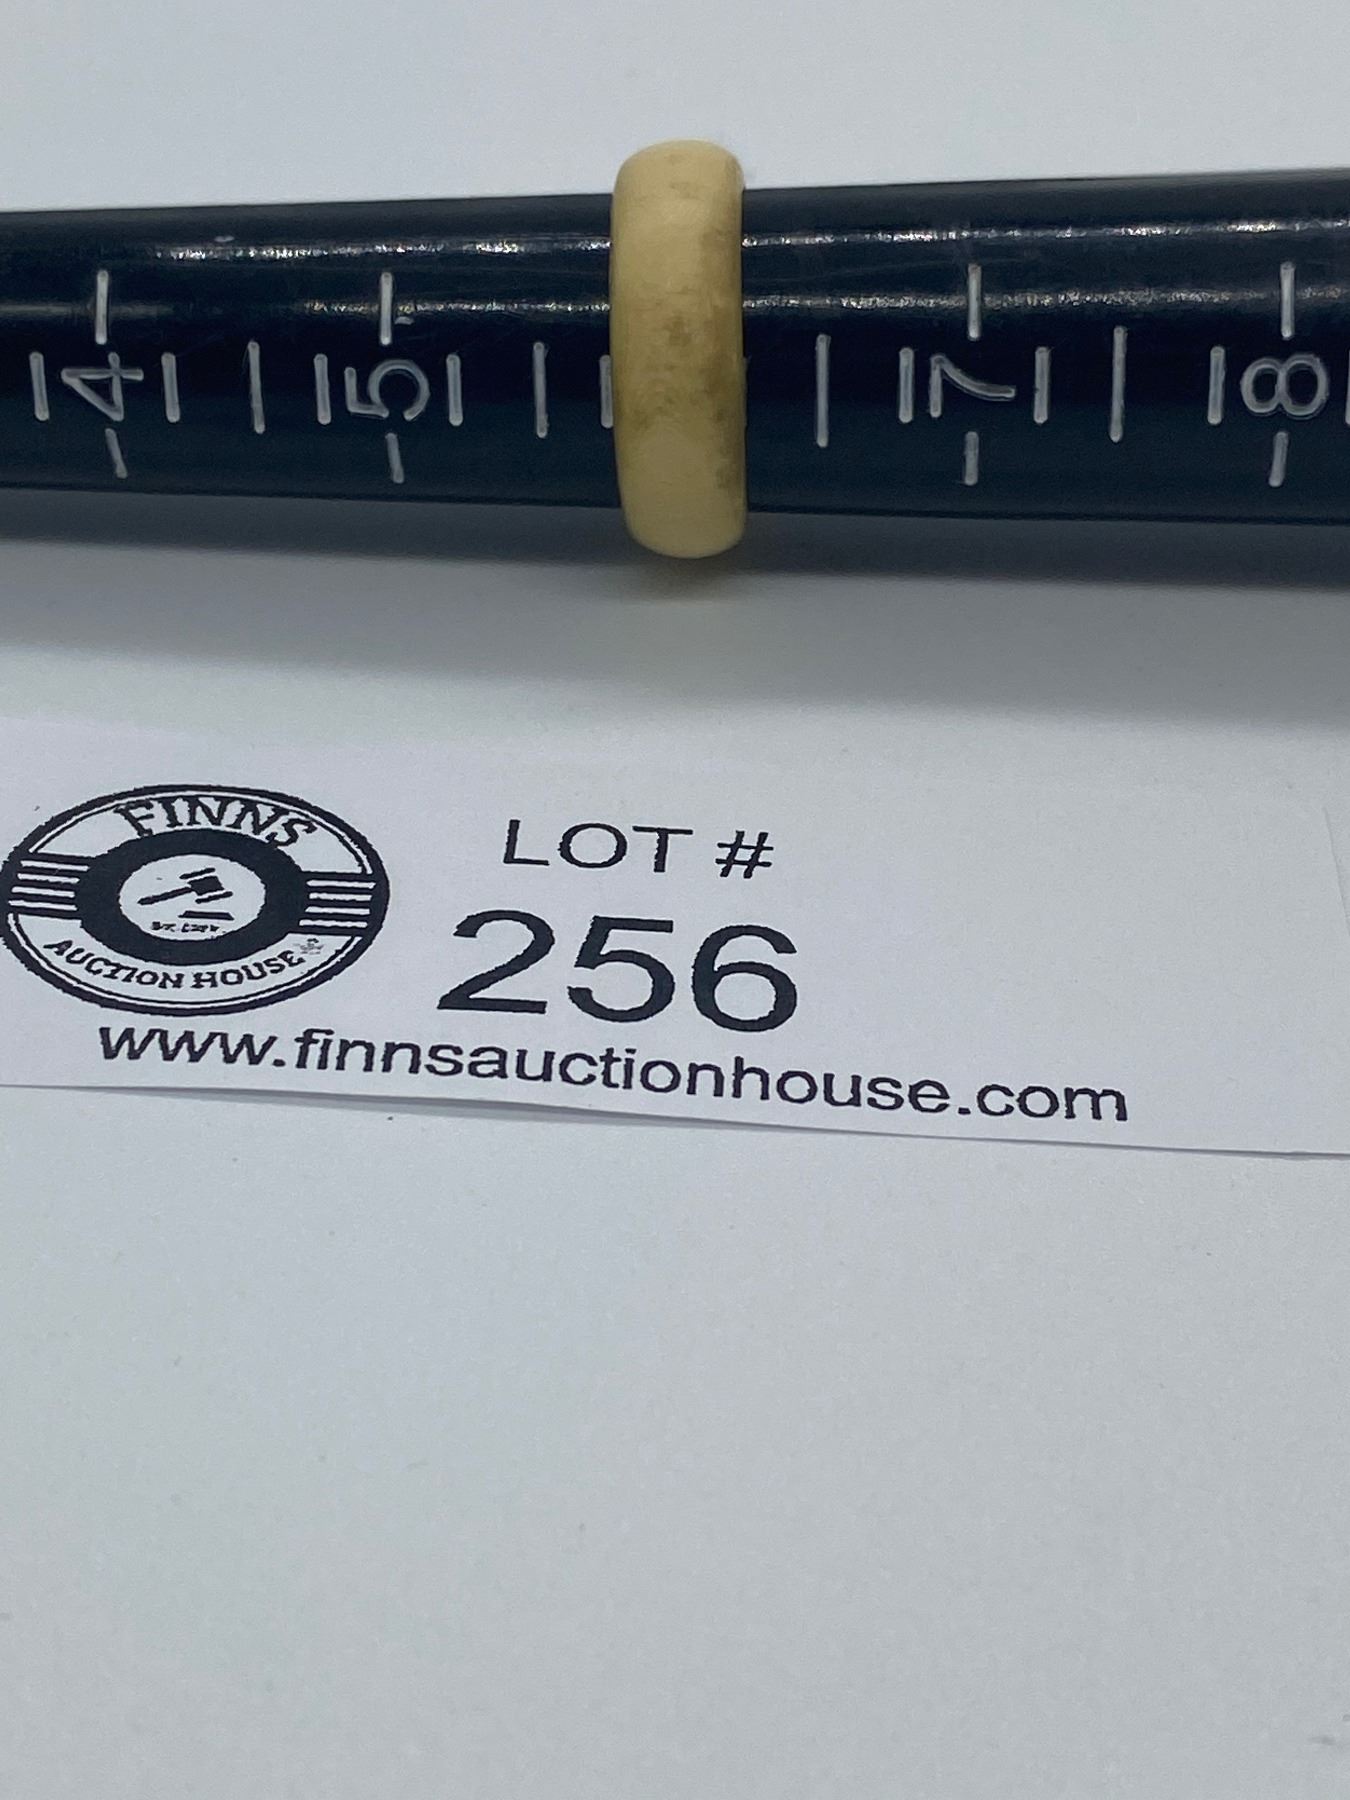 4 5 7 8
FINNS
AUCTION HOUSE
LOT #
256
www.finnsauctionhouse.com